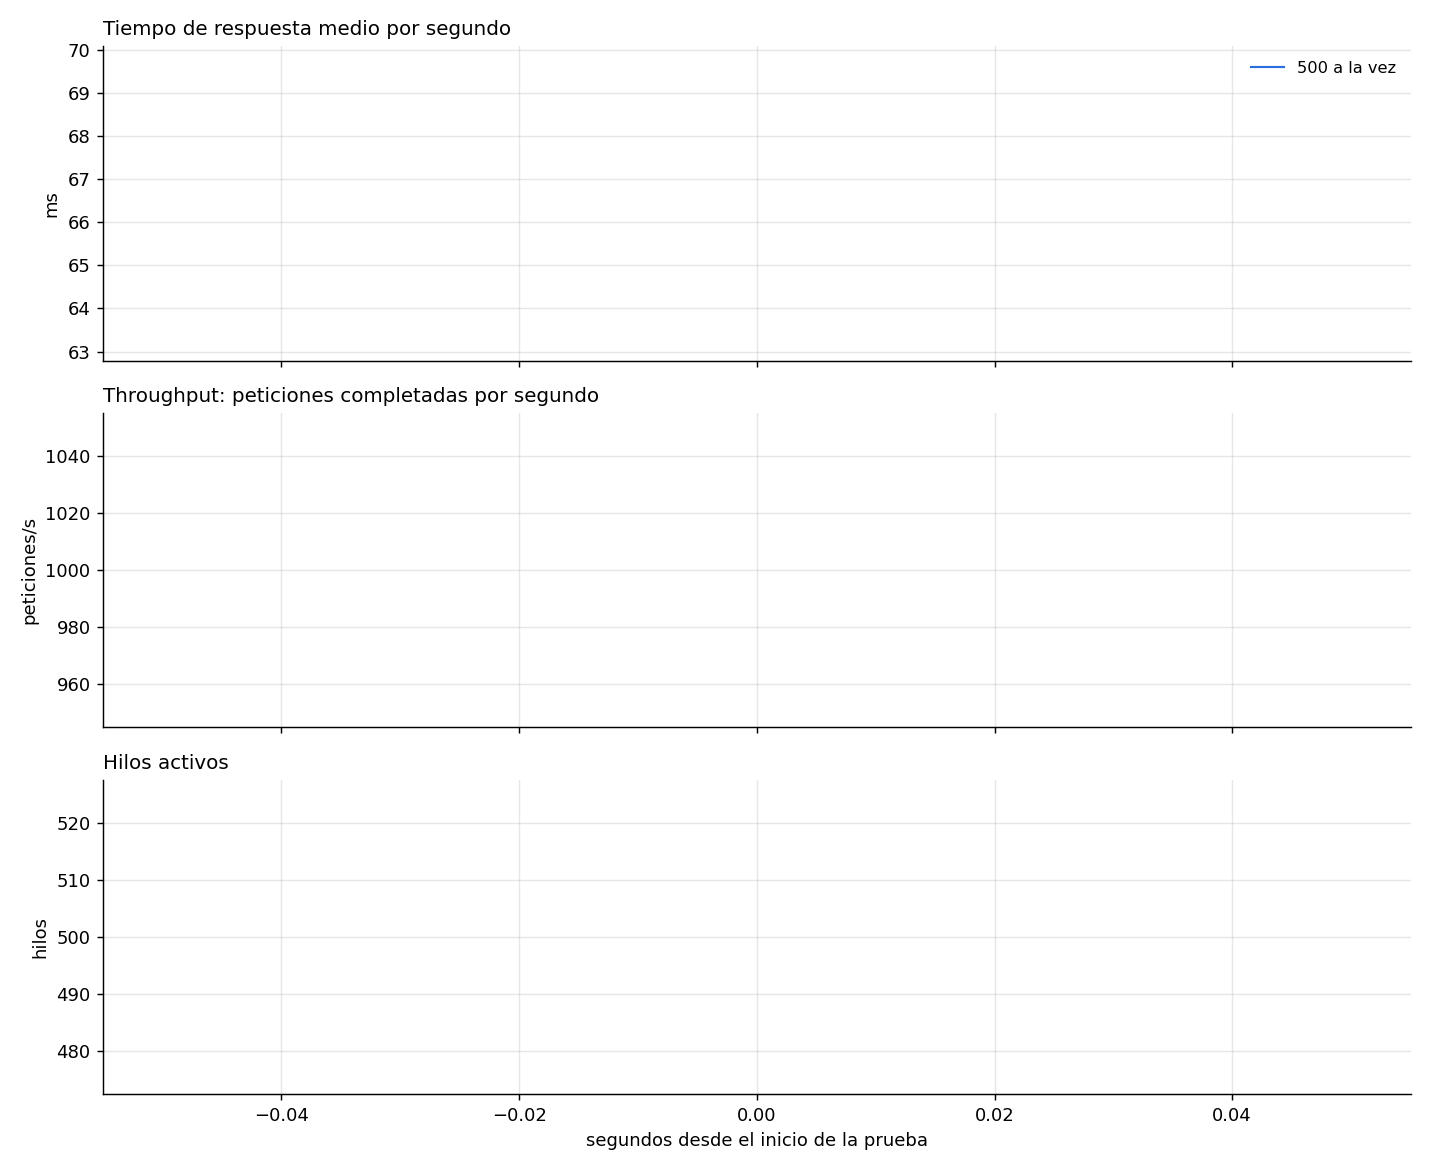 Tiempo de respuesta medio por segundo
70
69
68
67
66
65
64
63
ms
500 a la vez
Throughput: peticiones completadas por segundo
1040
1020
1000
980
960
peticiones/s
Hilos activos
520
510
500
490
480
hilos
−0.04 −0.02 0.00 0.02 0.04
segundos desde el inicio de la prueba